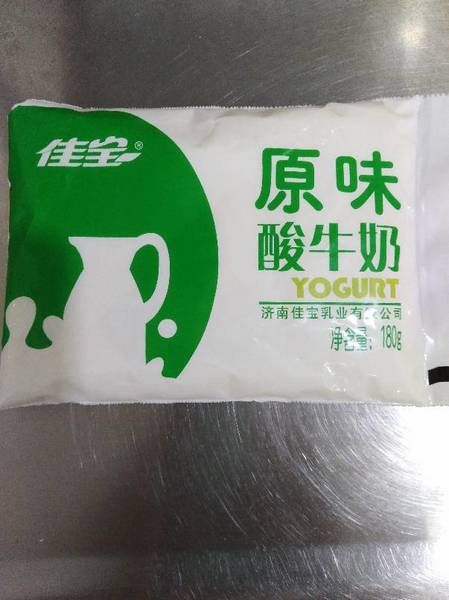 佳宝®
原味
酸牛奶
YOGURT
济南佳宝乳业有限公司
净含量：180g